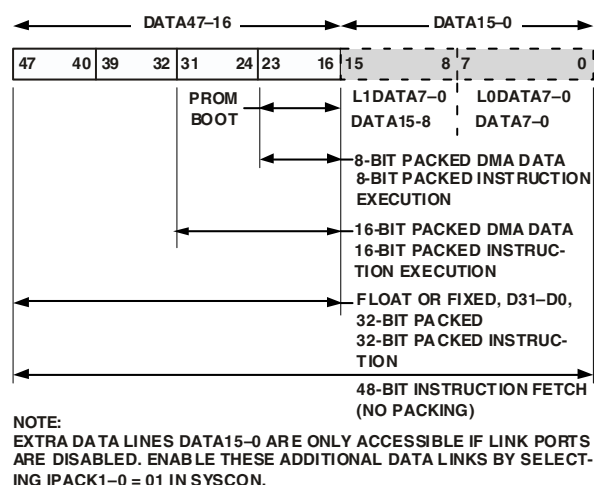 DATA47–16 DATA15–0
47 40 39 32 31 24 23 16 15 8 7 0
PROM BOOT
L1DATA7–0 L0DATA7–0
DATA15-8 DATA7–0
8-BIT PACKED DMA DATA
8-BIT PACKED INSTRUCTION
EXECUTION
16-BIT PACKED DMA DATA
16-BIT PACKED INSTRUC-
TION EXECUTION
FLOAT OR FIXED, D31–D0,
32-BIT PACKED
32-BIT PACKED INSTRUC-
TION
48-BIT INSTRUCTION FETCH
(NO PACKING)
NOTE:
EXTRA DATA LINES DATA15–0 ARE ONLY ACCESSIBLE IF LINK PORTS
ARE DISABLED. ENABLE THESE ADDITIONAL DATA LINKS BY SELECT-
ING IPACK1–0 = 01 IN SYSCON.